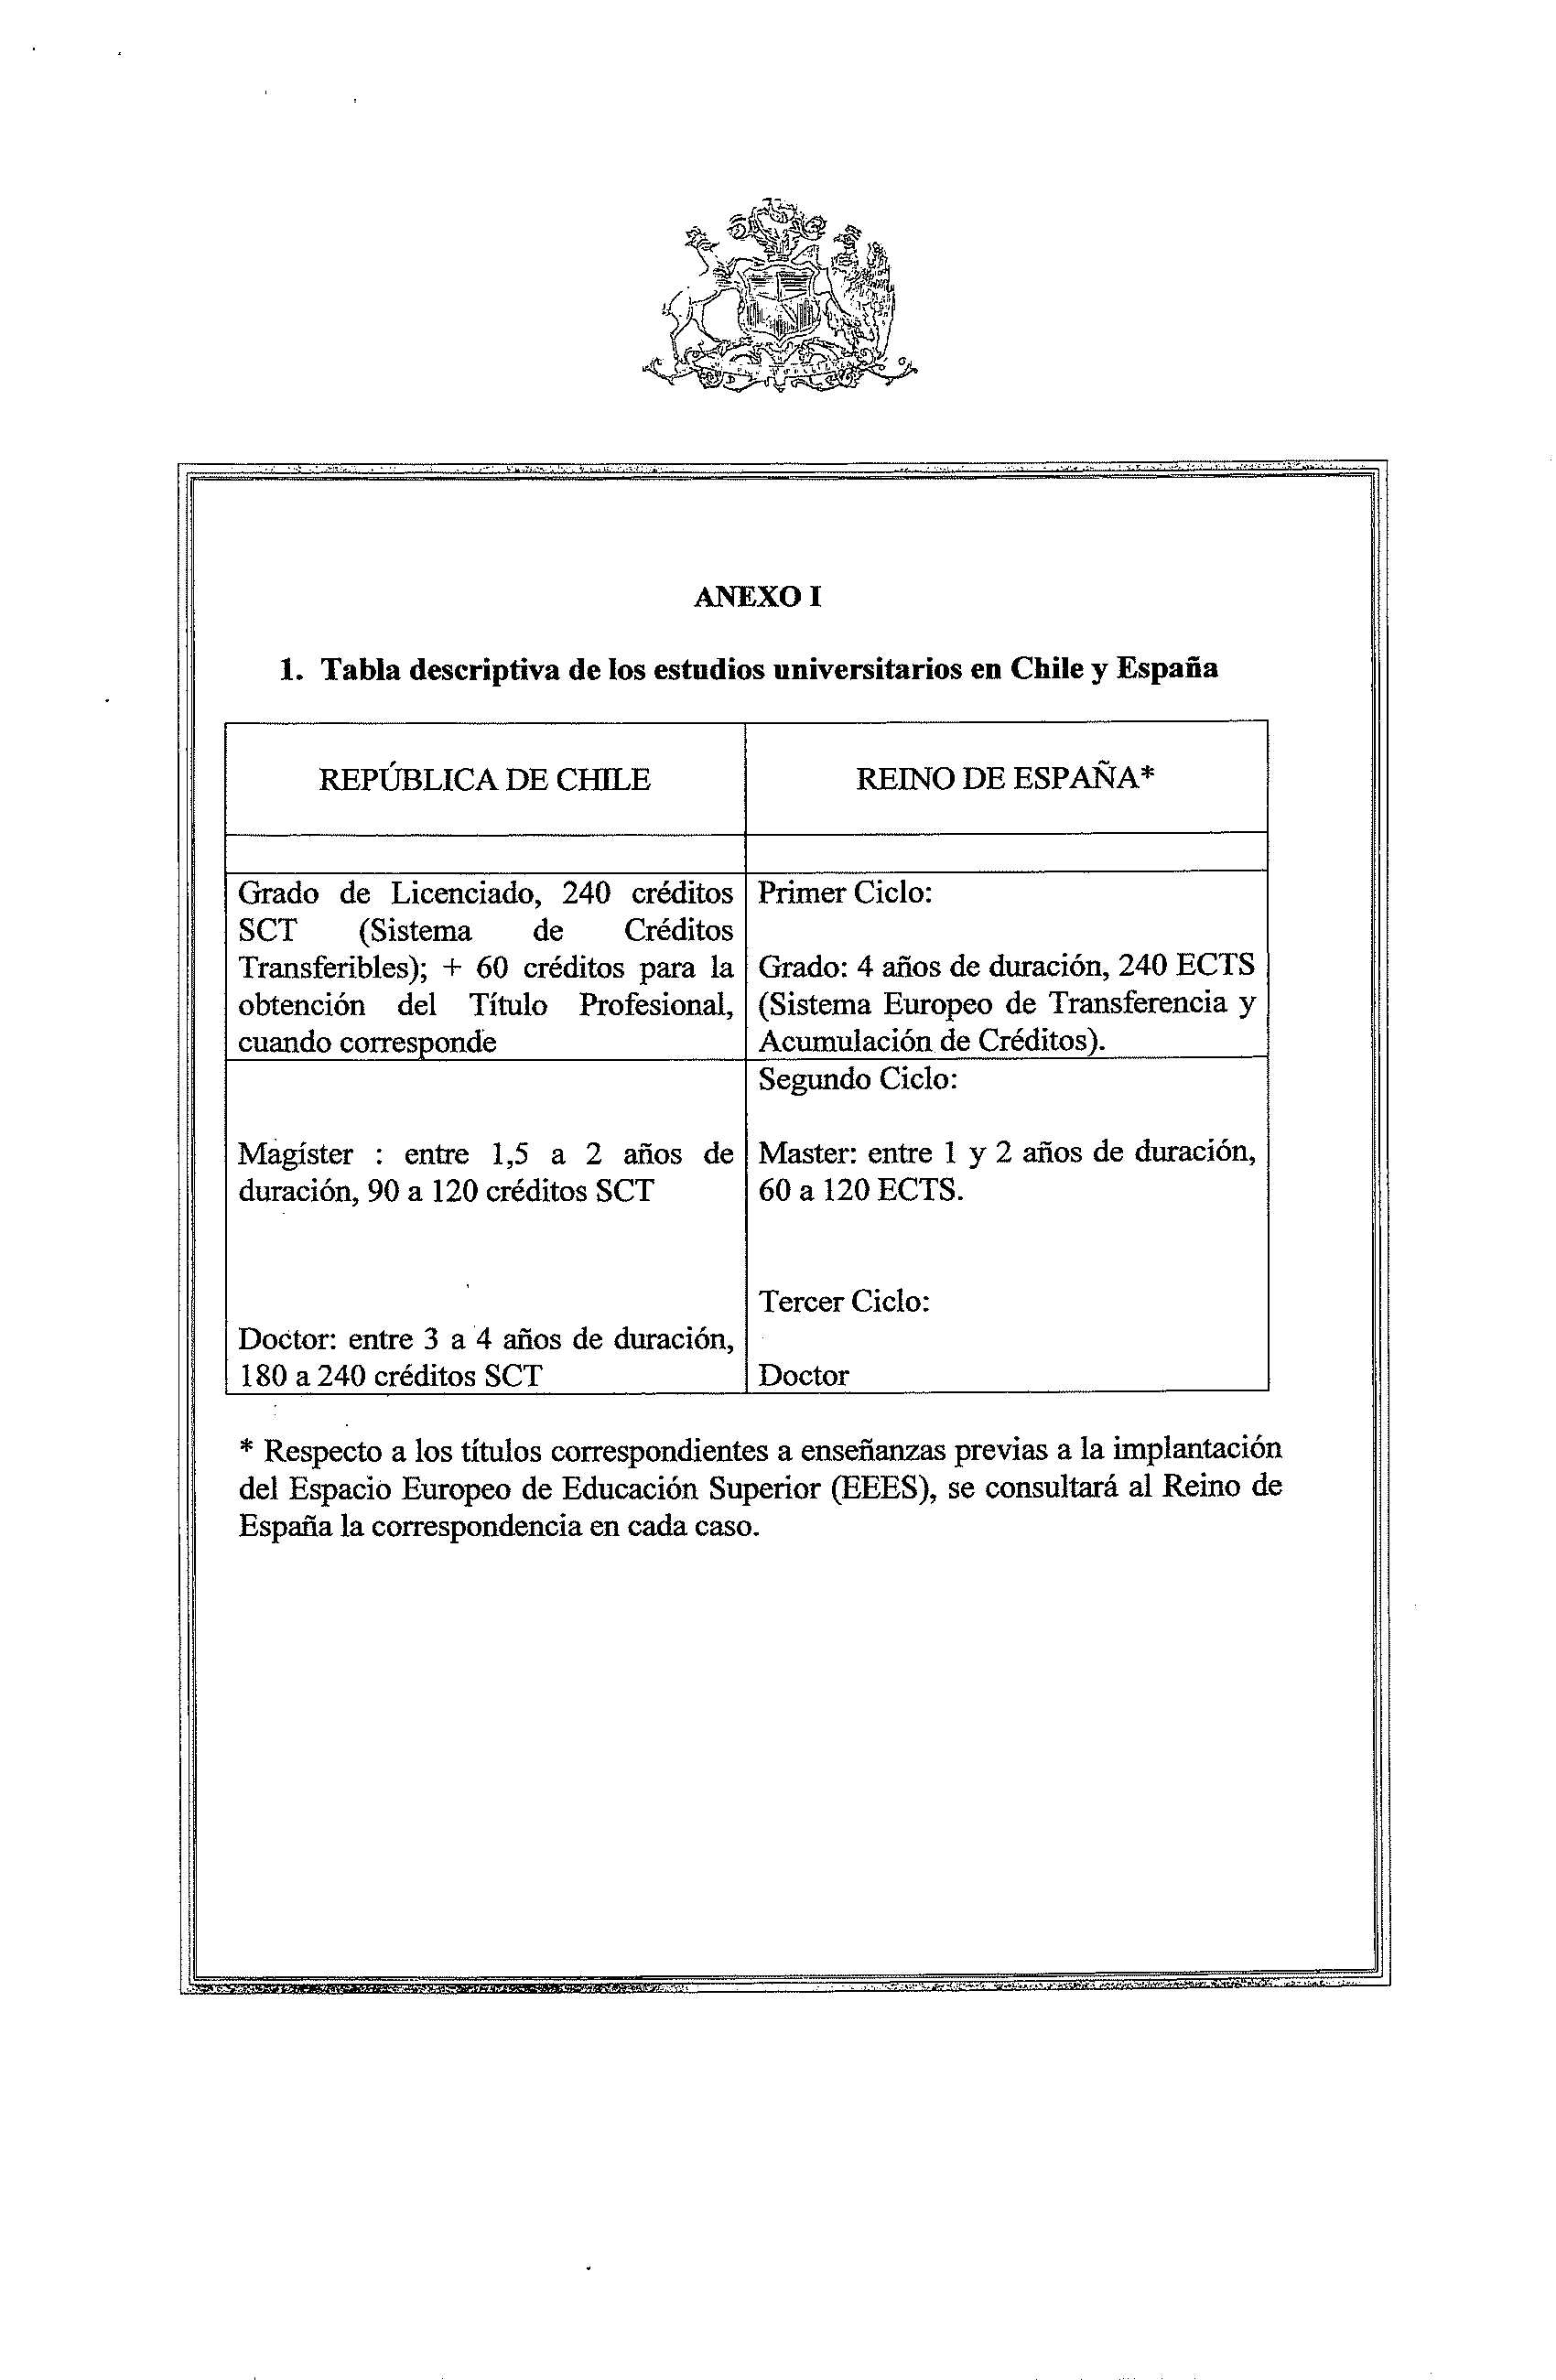 ANEXO I
1. Tabla descriptiva de los estudios universitarios en Chile y España
REPÚBLICA DE CHILE
REINO DE ESPAÑA*
Grado de Licenciado, 240 créditos
SCT (Sistema de Créditos
Transferibles); + 60 créditos para la
obtención del Título Profesional,
cuando corresponde
Primer Ciclo:
Grado: 4 años de duración, 240 ECTS
(Sistema Europeo de Transferencia y
Acumulación de Créditos).
Magíster : entre 1,5 a 2 años de
duración, 90 a 120 créditos SCT
Doctor: entre 3 a 4 años de duración,
180 a 240 créditos SCT
Segundo Ciclo:
Master: entre 1 y 2 años de duración,
60 a 120 ECTS.
Tercer Ciclo:
Doctor
* Respecto a los títulos correspondientes a enseñanzas previas a la implantación
del Espacio Europeo de Educación Superior (EEES), se consultará al Reino de
España la correspondencia en cada caso.